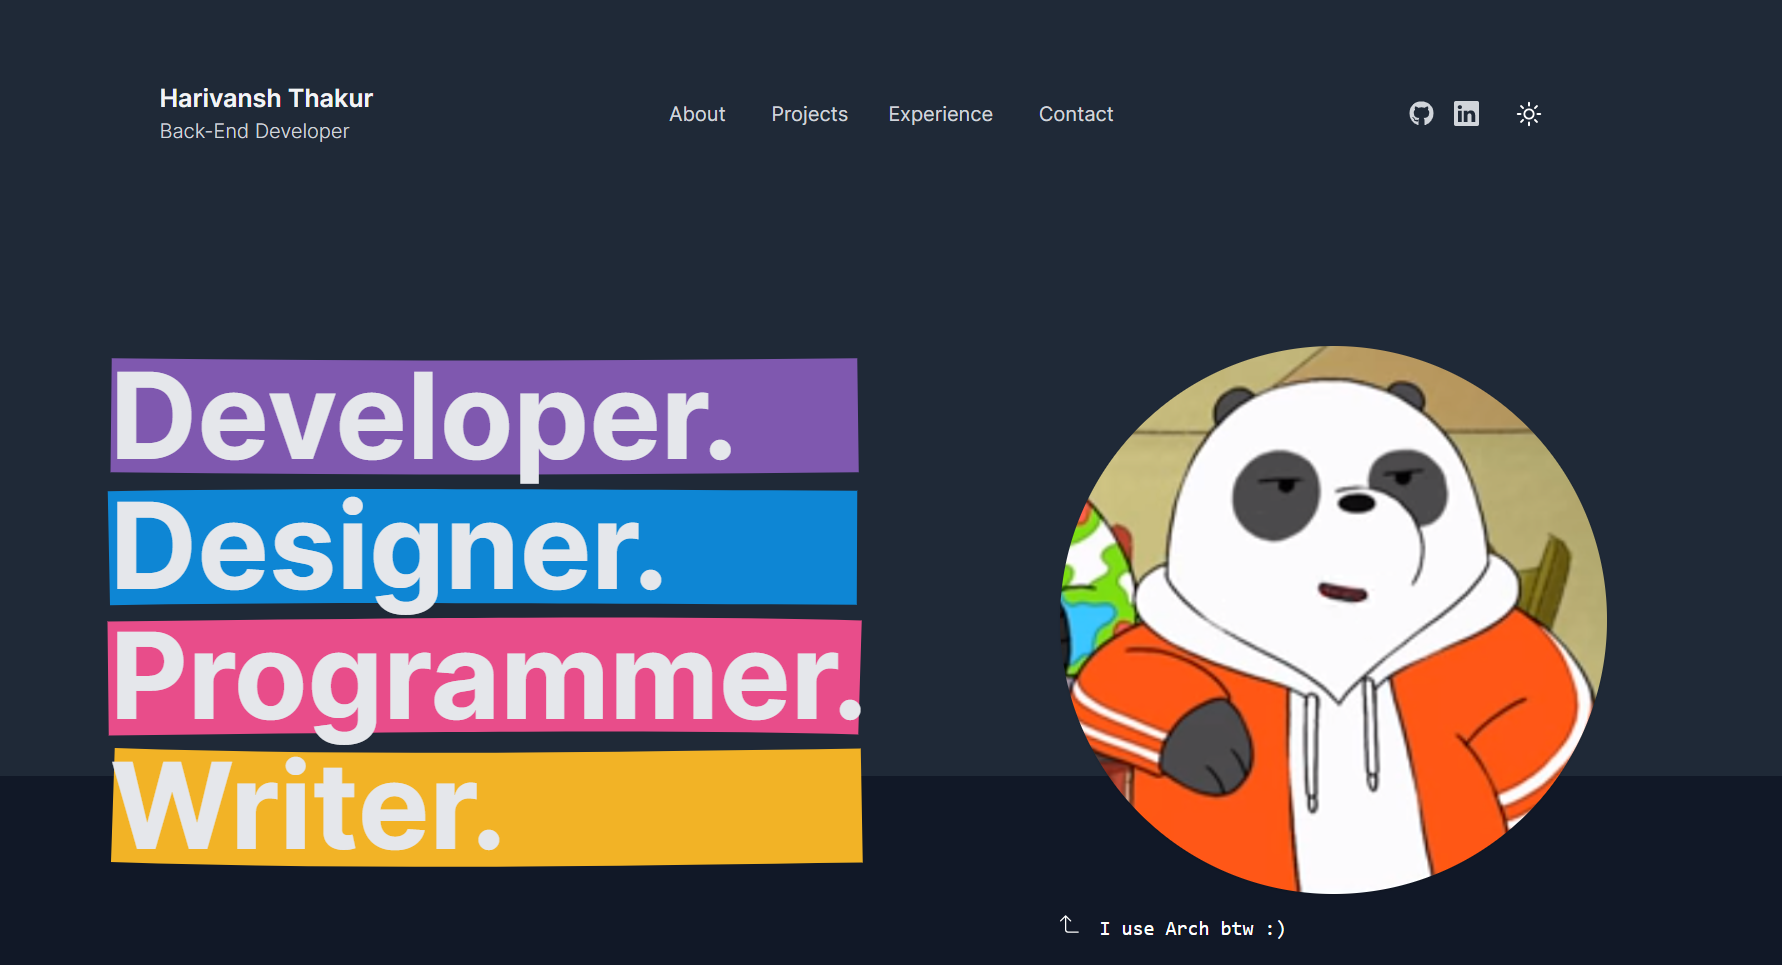 Harivansh Thakur
Back-End Developer
About Projects Experience Contact
Developer.
Designer.
Programmer.
Writer.
I use Arch btw :)